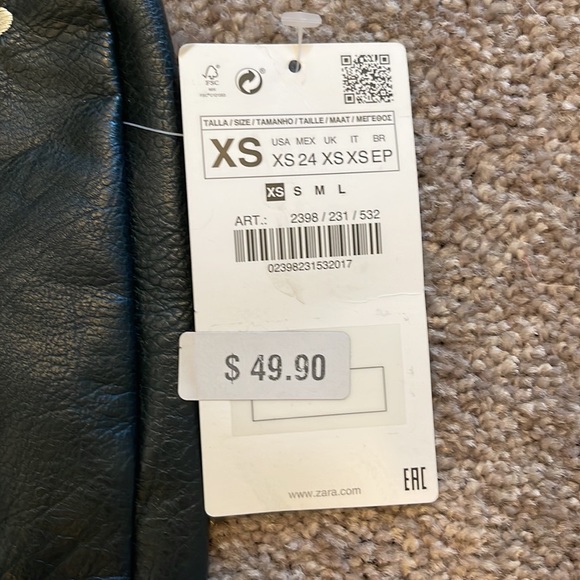 FSC
TALLA / SIZE / TAMANHO / TAILLE / MAAT / ΜΕΓΕΘΟΣ
XS
USA MEX UK IT BR
XS 24 XS XS EP
XS S M L
ART.: 2398 / 231 / 532
02398231532017
$ 49.90
www.zara.com
EAC